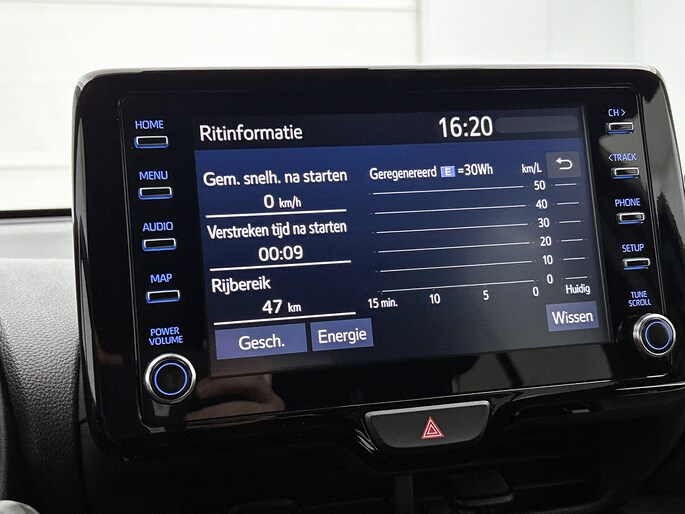 HOME
MENU
AUDIO
MAP
POWER
VOLUME
Ritinformatie
16:20
Gem. snelh. na starten
0 km/h
Verstreken tijd na starten
00:09
Rijbereik
47 km
Gesch.
Energie
Geregenereerd E =30Wh
km/L
50
40
30
20
10
0
15 min.
10
5
0
Huidig
Wissen
CH>
<TRACK
PHONE
SETUP
TUNE
SCROLL